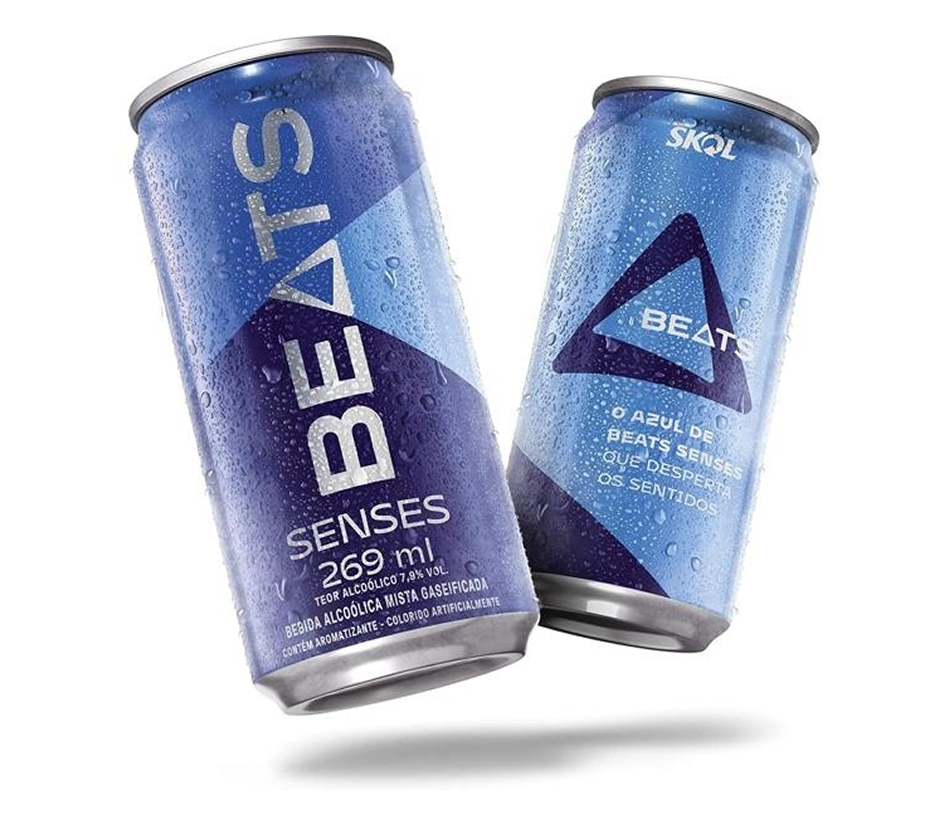 BEATS
SENSES
269 ml
TEOR ALCOÓLICO 7,9% VOL.
BEBIDA ALCOÓLICA MISTA GASEIFICADA
CONTÉM AROMATIZANTE - COLORIDO ARTIFICIALMENTE
SKOL
BEATS
O AZUL DE
BEATS SENSES
QUE DESPERTA
OS SENTIDOS